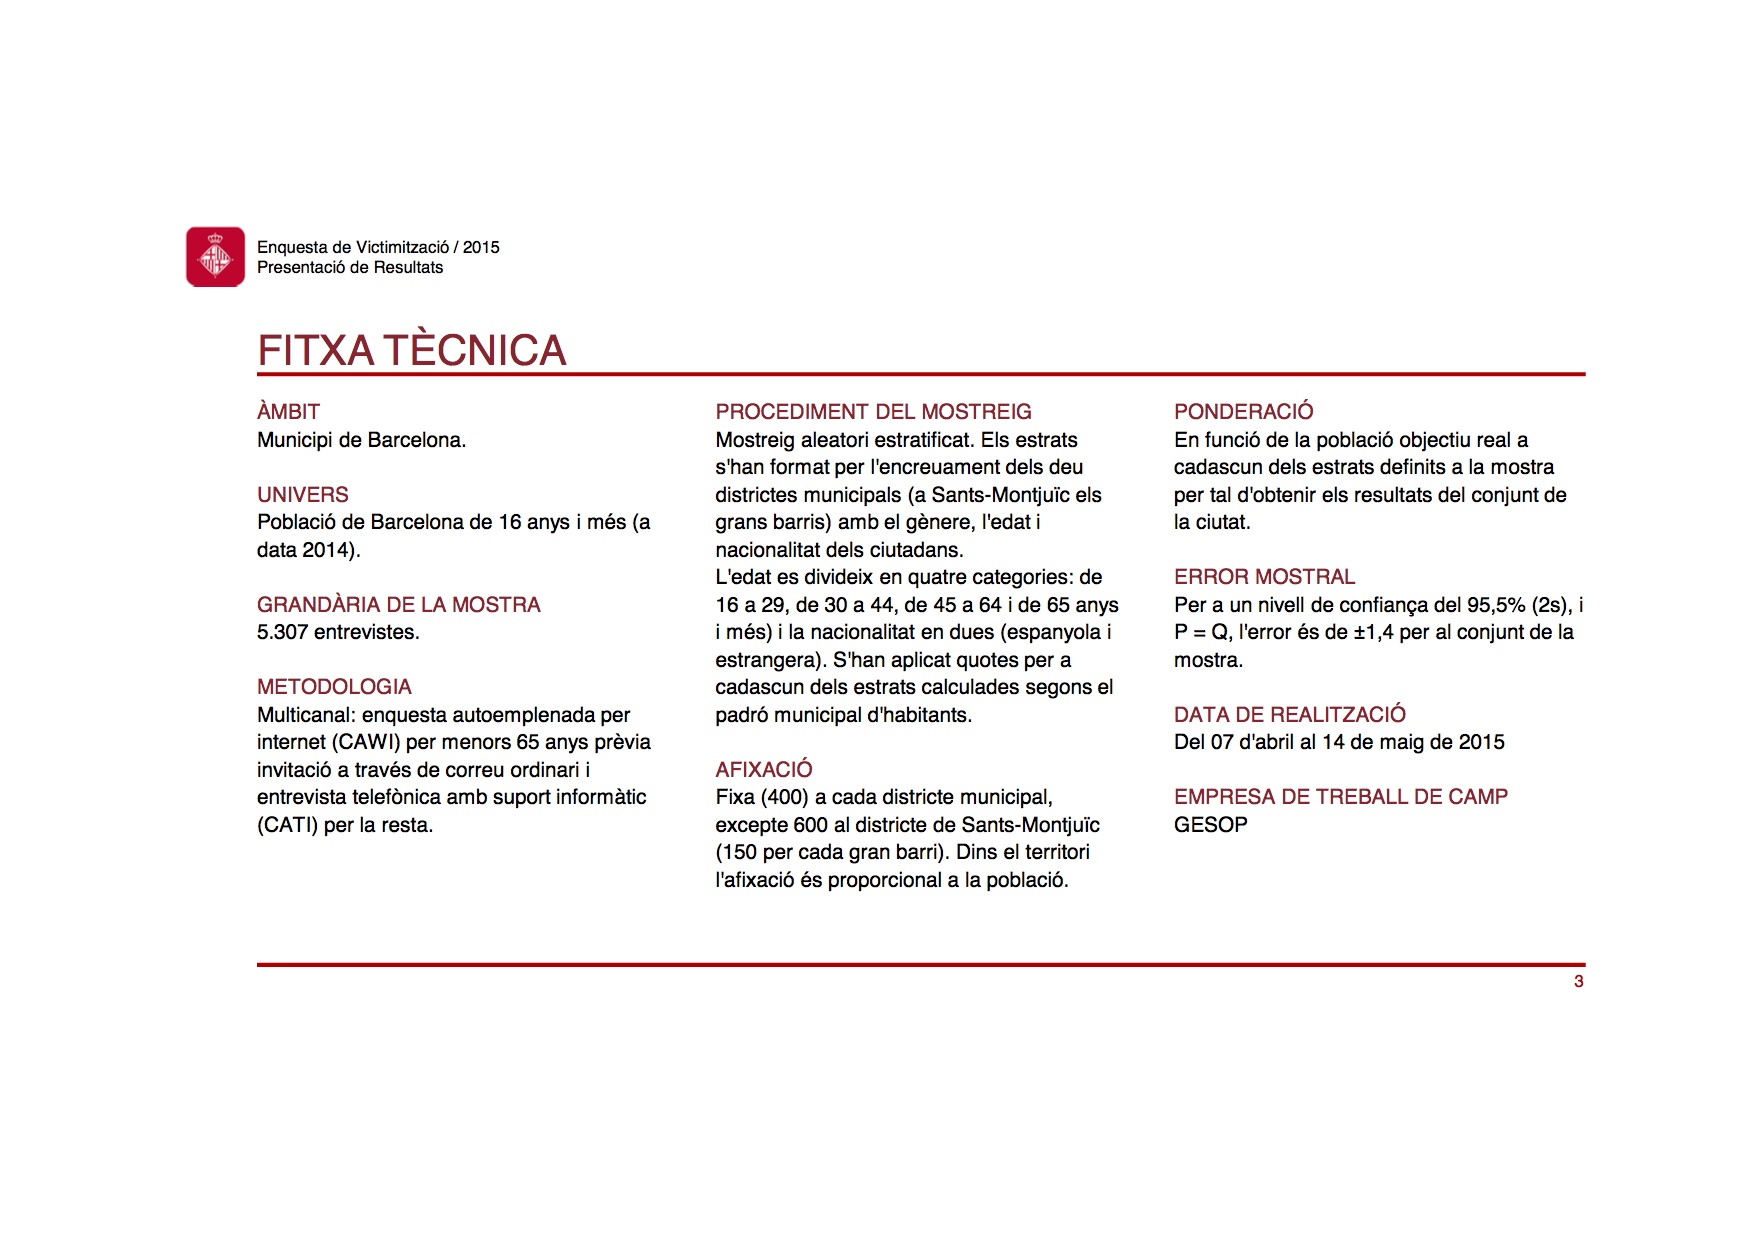 Enquesta de Victimització / 2015
Presentació de Resultats
FITXA TÈCNICA
ÀMBIT
Municipi de Barcelona.
UNIVERS
Població de Barcelona de 16 anys i més (a
data 2014).
GRANDÀRIA DE LA MOSTRA
5.307 entrevistes.
METODOLOGIA
Multicanal: enquesta autoemplenada per
internet (CAWI) per menors 65 anys prèvia
invitació a través de correu ordinari i
entrevista telefònica amb suport informàtic
(CATI) per la resta.
PROCEDIMENT DEL MOSTREIG
Mostreig aleatori estratificat. Els estrats
s'han format per l'encreuament dels deu
districtes municipals (a Sants-Montjuïc els
grans barris) amb el gènere, l'edat i
nacionalitat dels ciutadans.
L'edat es divideix en quatre categories: de
16 a 29, de 30 a 44, de 45 a 64 i de 65 anys
i més) i la nacionalitat en dues (espanyola i
estrangera). S'han aplicat quotes per a
cadascun dels estrats calculades segons el
padró municipal d'habitants.
AFIXACIÓ
Fixa (400) a cada districte municipal,
excepte 600 al districte de Sants-Montjuïc
(150 per cada gran barri). Dins el territori
l'afixació és proporcional a la població.
PONDERACIÓ
En funció de la població objectiu real a
cadascun dels estrats definits a la mostra
per tal d'obtenir els resultats del conjunt de
la ciutat.
ERROR MOSTRAL
Per a un nivell de confiança del 95,5% (2s), i
P = Q, l'error és de ±1,4 per al conjunt de la
mostra.
DATA DE REALITZACIÓ
Del 07 d'abril al 14 de maig de 2015
EMPRESA DE TREBALL DE CAMP
GESOP
3